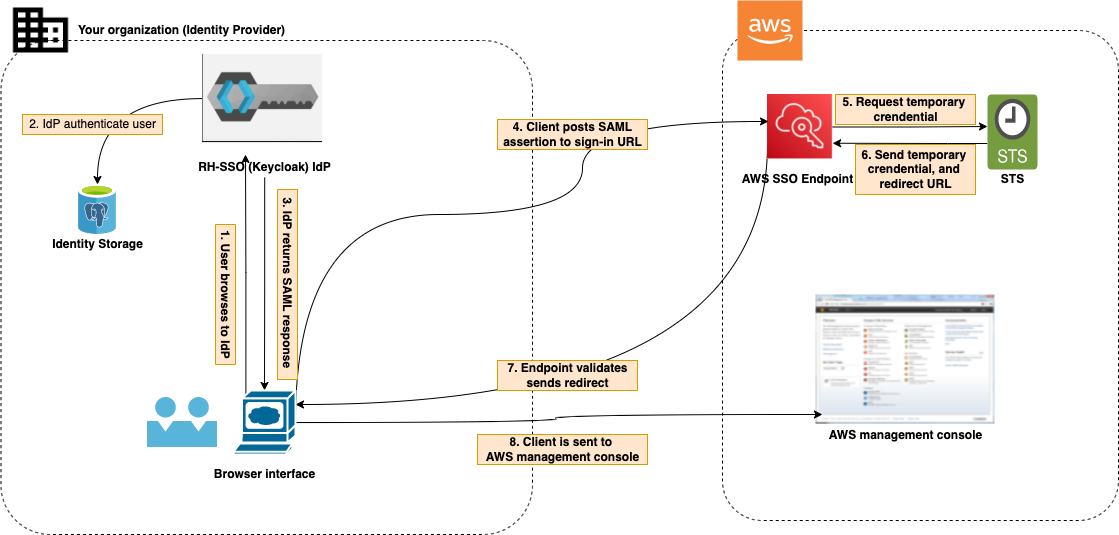 Your organization (Identity Provider)
aws
2. IdP authenticate user
RH-SSO (Keycloak) IdP
Identity Storage
1. User browses to IdP
3. IdP returns SAML response
Browser interface
4. Client posts SAML
assertion to sign-in URL
AWS SSO Endpoint
5. Request temporary
crendential
6. Send temporary
crendential, and
redirect URL
STS
STS
7. Endpoint validates
sends redirect
8. Client is sent to
AWS management console
AWS management console